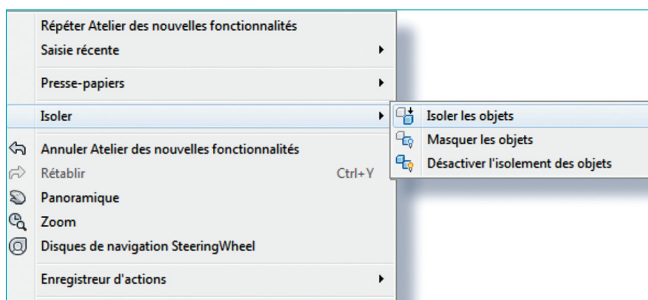 Répéter Atelier des nouvelles fonctionnalités
Saisie récente
Presse-papiers
Isoler
Isoler les objets
Masquer les objets
Désactiver l'isolement des objets
Annuler Atelier des nouvelles fonctionnalités
Rétablir Ctrl+Y
Panoramique
Zoom
Disques de navigation SteeringWheel
Enregistreur d'actions